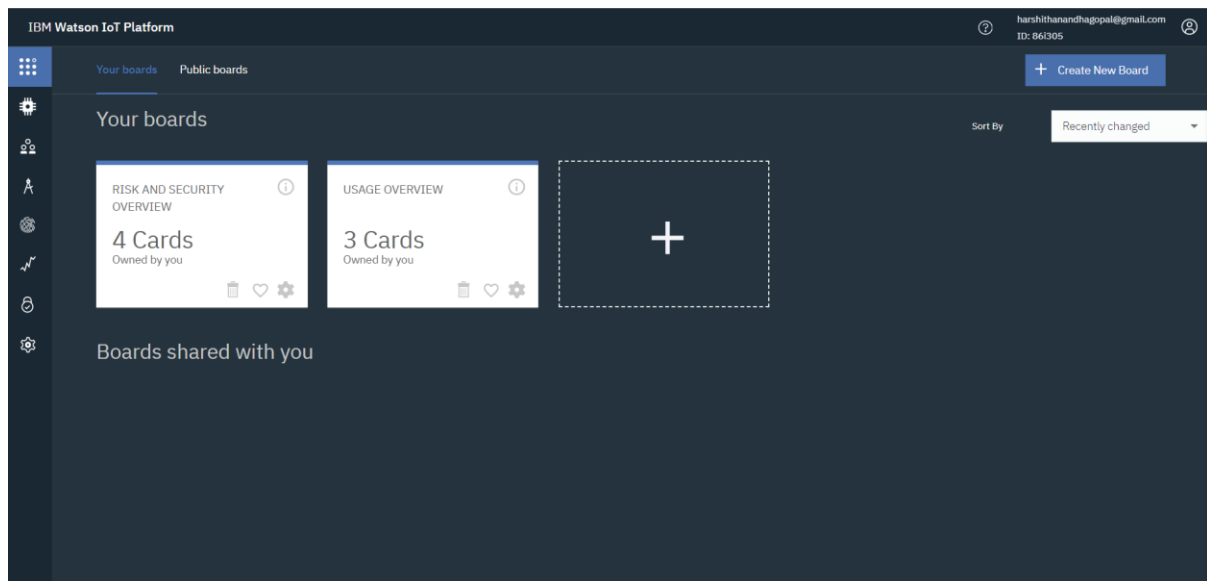 IBM Watson IoT Platform
harshithanandhagopal@gmail.com
ID: 86i305
Your boards
Public boards
+ Create New Board
Your boards
Sort By
Recently changed
RISK AND SECURITY
OVERVIEW
4 Cards
Owned by you
USAGE OVERVIEW
3 Cards
Owned by you
Boards shared with you